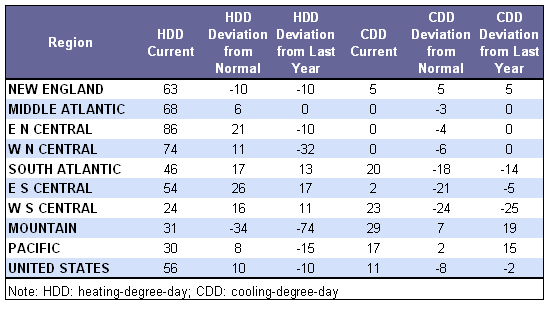 Region HDD Current HDD Deviation from Normal HDD Deviation from Last Year CDD Current CDD Deviation from Normal CDD Deviation from Last Year
NEW ENGLAND 63 -10 -10 5 5 5
MIDDLE ATLANTIC 68 6 0 0 -3 0
E N CENTRAL 86 21 -10 0 -4 0
W N CENTRAL 74 11 -32 0 -6 0
SOUTH ATLANTIC 46 17 13 20 -18 -14
E S CENTRAL 54 26 17 2 -21 -5
W S CENTRAL 24 16 11 23 -24 -25
MOUNTAIN 31 -34 -74 29 7 19
PACIFIC 30 8 -15 17 2 15
UNITED STATES 56 10 -10 11 -8 -2
Note: HDD: heating-degree-day; CDD: cooling-degree-day